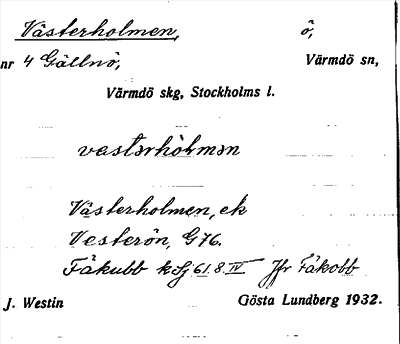 Västerholmen, ö,
nr 4 Gällnö, Värmdö sn,
Värmdö skg, Stockholms l.
vastərhòlmən
Västerholmen, ek
Vesterön, G76.
Fåkubb kSj 61.8.IV Jfr Fåkobb
J. Westin Gösta Lundberg 1932.